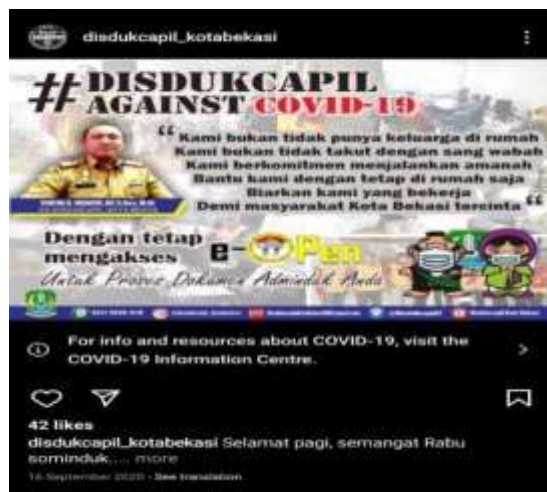 disdukcapil_kotabekasi
# DISDUKCAPIL
AGAINST COVID-19
“ Kami bukan tidak punya keluarga di rumah
Kami bukan tidak takut dengan sang wabah
Kami berkomitmen menjalankan amanah
Bantu kami dengan tetap di rumah saja
Biarkan kami yang bekerja
Demi masyarakat Kota Bekasi tercinta “
Dengan tetap
mengakses e-Open
Untuk Proses Dokumen Adminduk Anda
For info and resources about COVID-19, visit the
COVID-19 Information Centre.
42 likes
disdukcapil_kotabekasi Selamat pagi, semangat Rabu
sominduk.... more
16 September 2020 · See translation